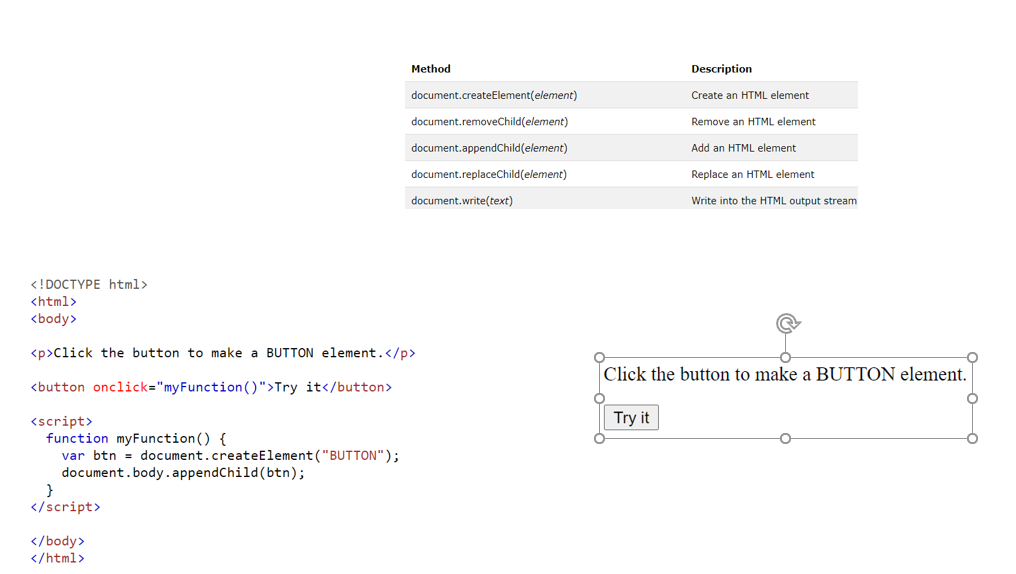 Method Description
document.createElement(element) Create an HTML element
document.removeChild(element) Remove an HTML element
document.appendChild(element) Add an HTML element
document.replaceChild(element) Replace an HTML element
document.write(text) Write into the HTML output stream
<!DOCTYPE html>
<html>
<body>
<p>Click the button to make a BUTTON element.</p>
<button onclick="myFunction()">Try it</button>
<script>
function myFunction() {
var btn = document.createElement("BUTTON");
document.body.appendChild(btn);
}
</script>
</body>
</html>
Click the button to make a BUTTON element.
Try it